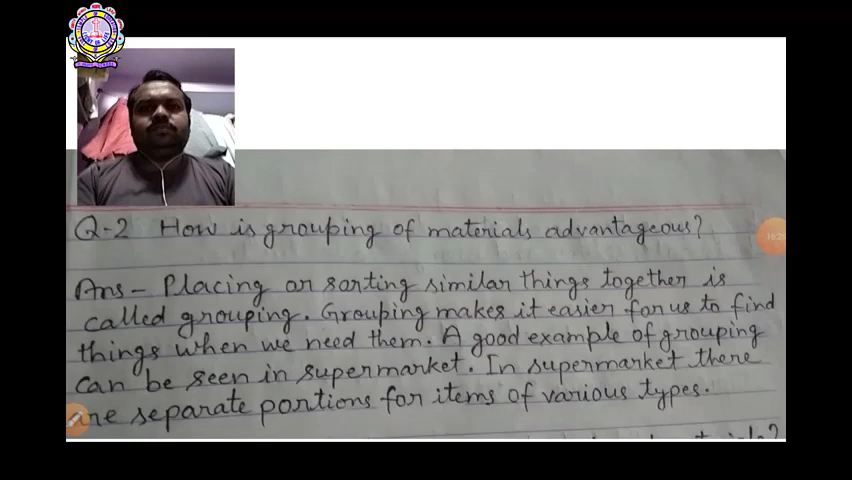 Q-2 How is grouping of materials advantageous?
Ans - Placing or sorting similar things together is
called grouping. Grouping makes it easier for us to find
things when we need them. A good example of grouping
can be seen in supermarket. In supermarket there
are separate portions for items of various types.